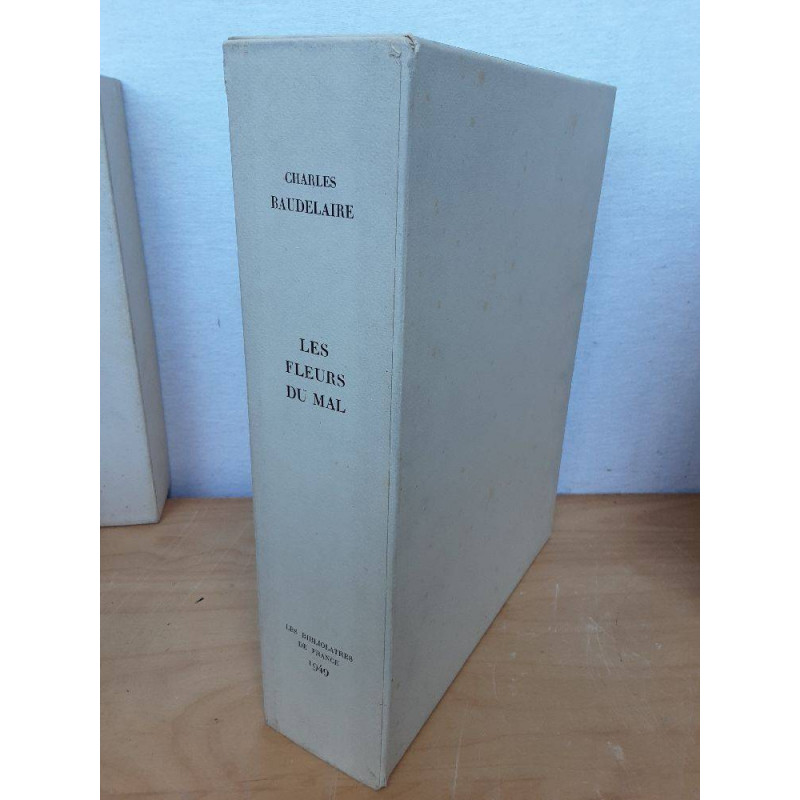 CHARLES
BAUDELAIRE
LES
FLEURS
DU MAL
LES BIBLIOLATRES
DE FRANCE
1949